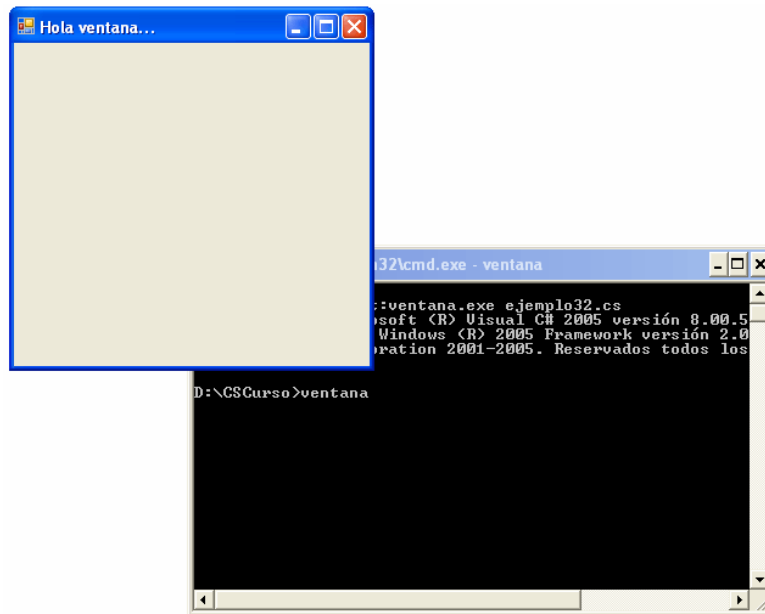 Hola ventana...
32\cmd.exe - ventana
:ventana.exe ejemplo32.cs
osoft (R) Visual C# 2005 versión 8.00.5
Windows (R) 2005 Framework versión 2.0
oration 2001-2005. Reservados todos los
D:\CSCurso>ventana